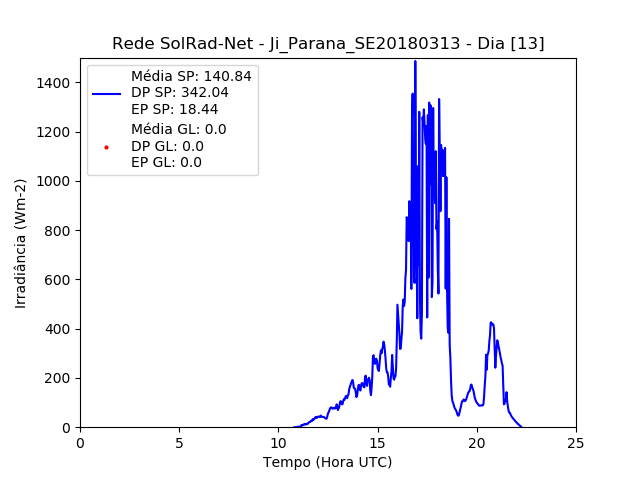 Rede SolRad-Net - Ji_Parana_SE20180313 - Dia [13]
Média SP: 140.84
DP SP: 342.04
EP SP: 18.44
Média GL: 0.0
DP GL: 0.0
EP GL: 0.0
Irradiância (Wm-2)
1400
1200
1000
800
600
400
200
0
0 5 10 15 20 25
Tempo (Hora UTC)